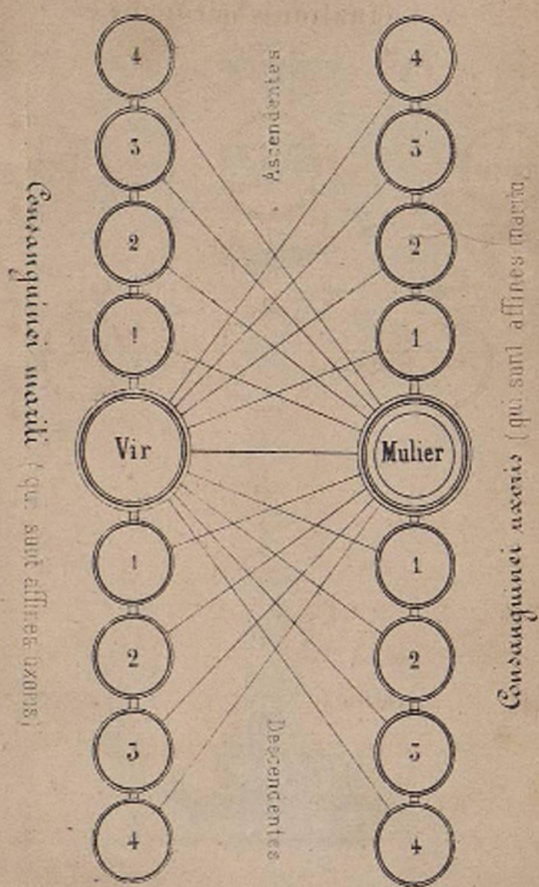 4 4
3 3
2 2
1 1
Vir Mulier
1 1
2 2
3 3
4 4
Ascendentes
Descendentes
Consanguinei mariti (qui sunt affines uxoris)
Consanguinei uxoris (qui sunt affines marito)